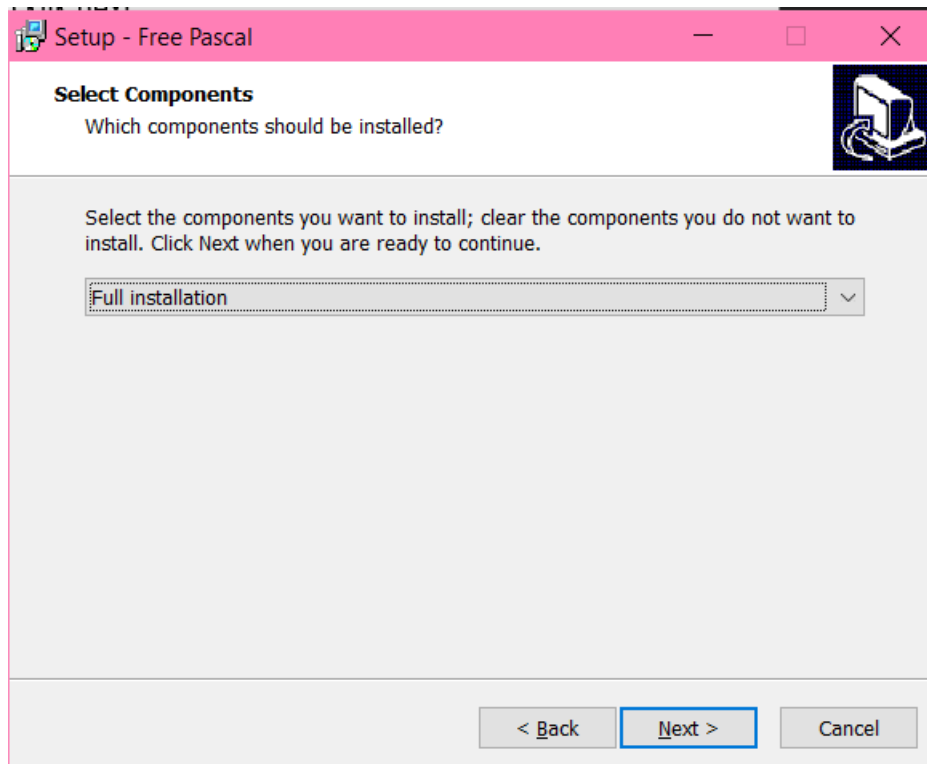 Setup - Free Pascal
Select Components
Which components should be installed?
Select the components you want to install; clear the components you do not want to
install. Click Next when you are ready to continue.
Full installation
< Back
Next >
Cancel